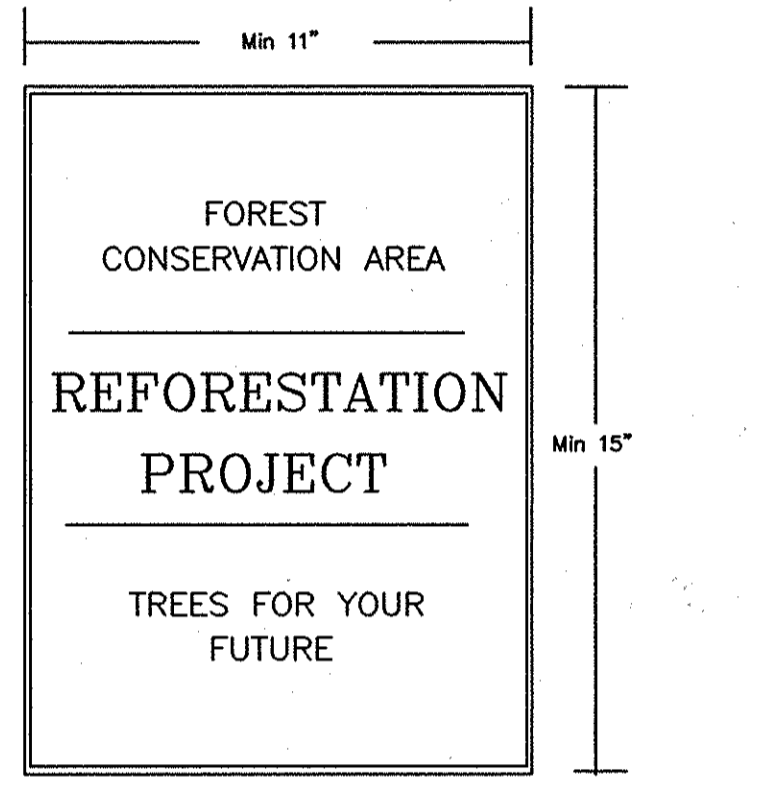 Min 11"
FOREST
CONSERVATION AREA
REFORESTATION
PROJECT
Min 15"
TREES FOR YOUR
FUTURE